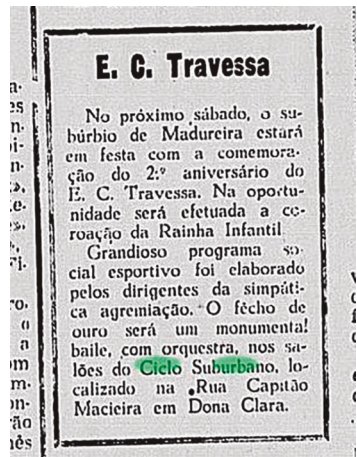 E. C. Travessa
No próximo sábado, o su-
búrbio de Madureira estará
em festa com a comemora-
ção do 2.º aniversário do
E. C. Travessa. Na oportu-
nidade será efetuada a co-
roação da Rainha Infantil.
Grandioso programa so-
cial esportivo foi elaborado
pelos dirigentes da simpáti-
ca agremiação. O fêcho de
ouro será um monumental
baile, com orquestra, nos sa-
lões do Ciclo Suburbano, lo-
calizado na Rua Capitão
Macieira em Dona Clara.